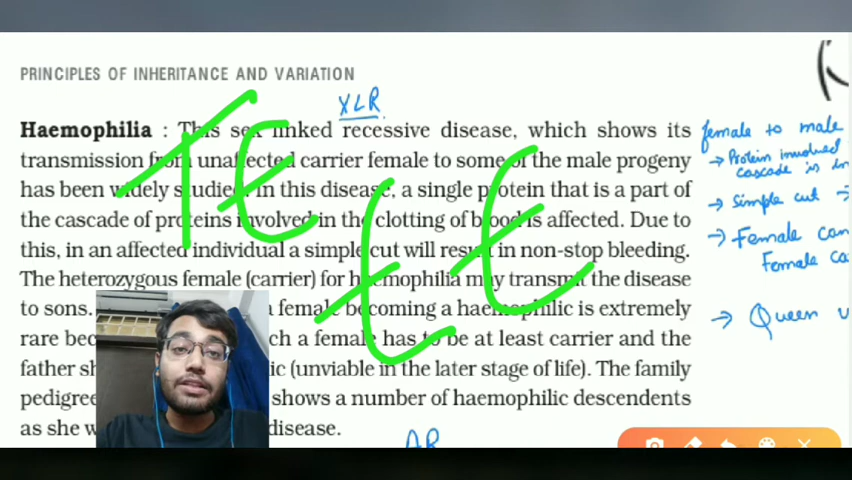 PRINCIPLES OF INHERITANCE AND VARIATION
XLR
Haemophilia : This sex linked recessive disease, which shows its
transmission from unaffected carrier female to some of the male progeny
has been widely studied. In this disease, a single protein that is a part of
the cascade of proteins involved in the clotting of blood is affected. Due to
this, in an affected individual a simple cut will result in non-stop bleeding.
The heterozygous female (carrier) for haemophilia may transmit the disease
to sons. a female becoming a haemophilic is extremely
rare bec ch a female has to be at least carrier and the
father sh ic (unviable in the later stage of life). The family
pedigree shows a number of haemophilic descendents
as she w disease.
AR
female to male
→ Protein involved
cascade is
→ Simple cut →
→ Female
Female
→ Queen